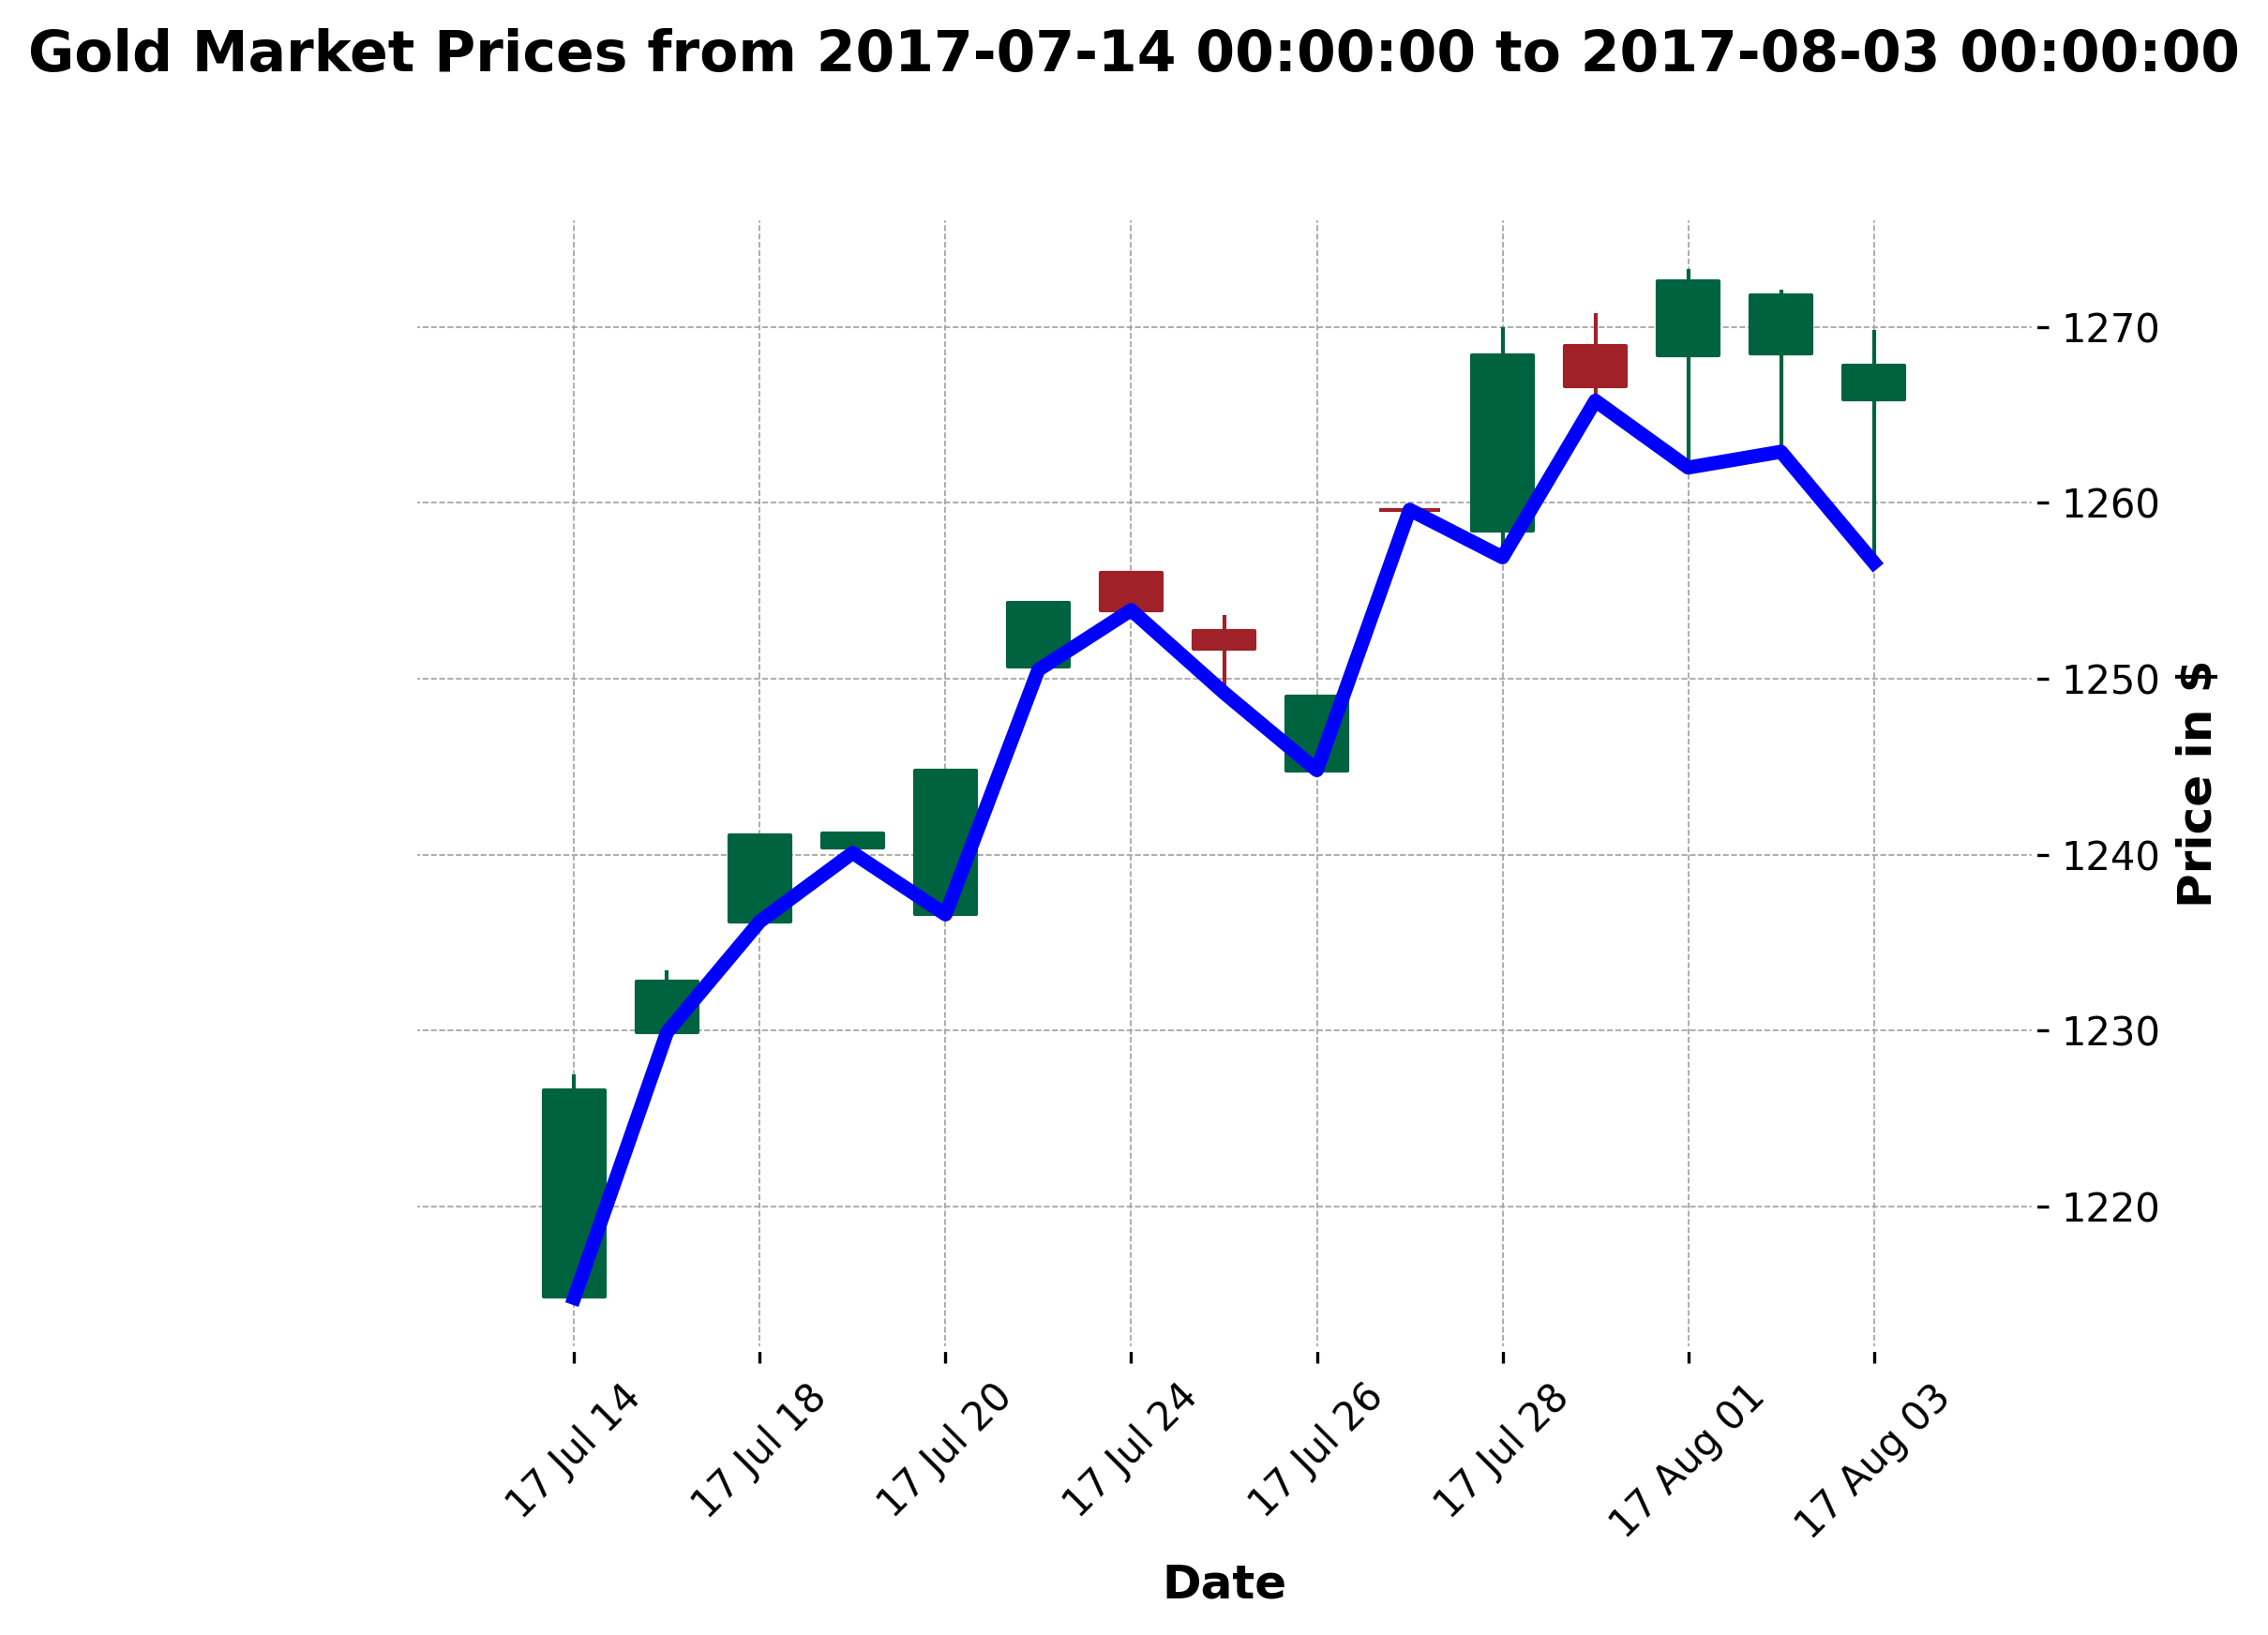 Gold Market Prices from 2017-07-14 00:00:00 to 2017-08-03 00:00:00
1270
1260
1250
1240
1230
1220
Price in $
17 Jul 14
17 Jul 18
17 Jul 20
17 Jul 24
17 Jul 26
17 Jul 28
17 Aug 01
17 Aug 03
Date